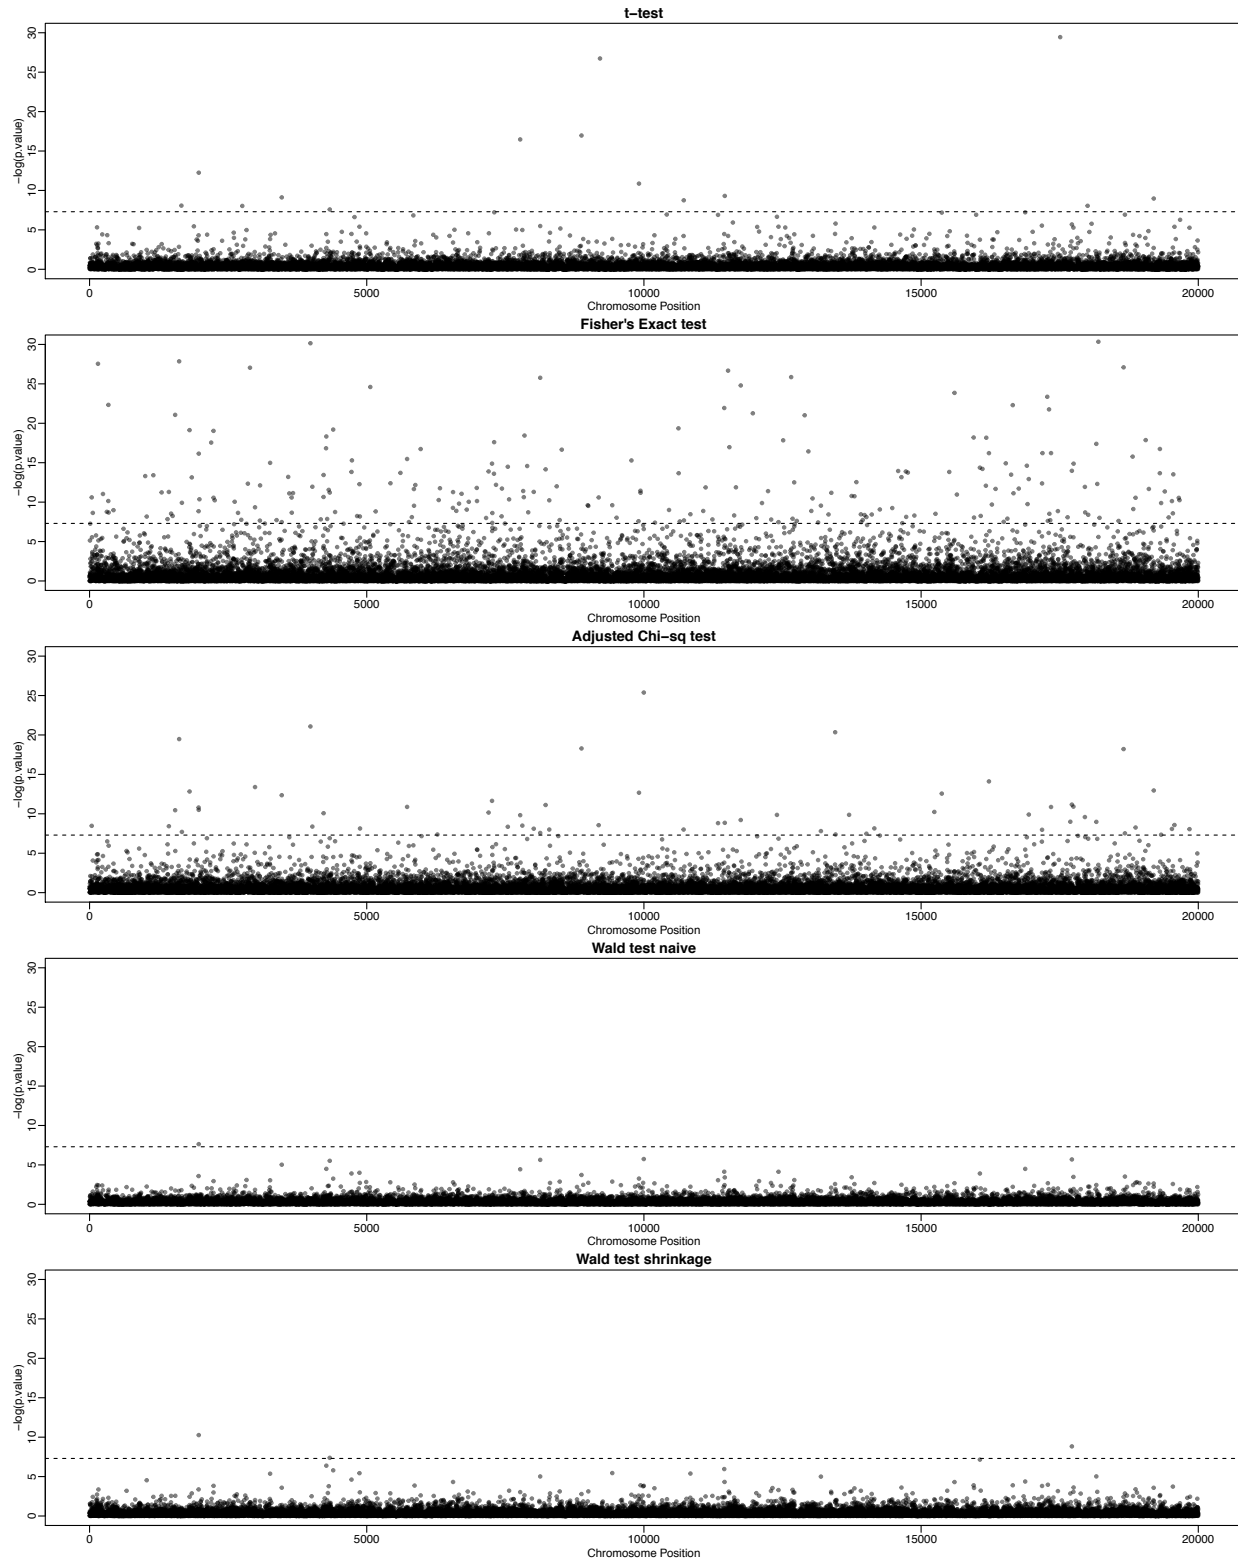 t−test
30
25
20
15
10
5
0
−log(p.value)
0 5000 10000 15000 20000
Chromosome Position
Fisher's Exact test
30
25
20
15
10
5
0
−log(p.value)
0 5000 10000 15000 20000
Chromosome Position
Adjusted Chi−sq test
30
25
20
15
10
5
0
−log(p.value)
0 5000 10000 15000 20000
Chromosome Position
Wald test naive
30
25
20
15
10
5
0
−log(p.value)
0 5000 10000 15000 20000
Chromosome Position
Wald test shrinkage
30
25
20
15
10
5
0
−log(p.value)
0 5000 10000 15000 20000
Chromosome Position